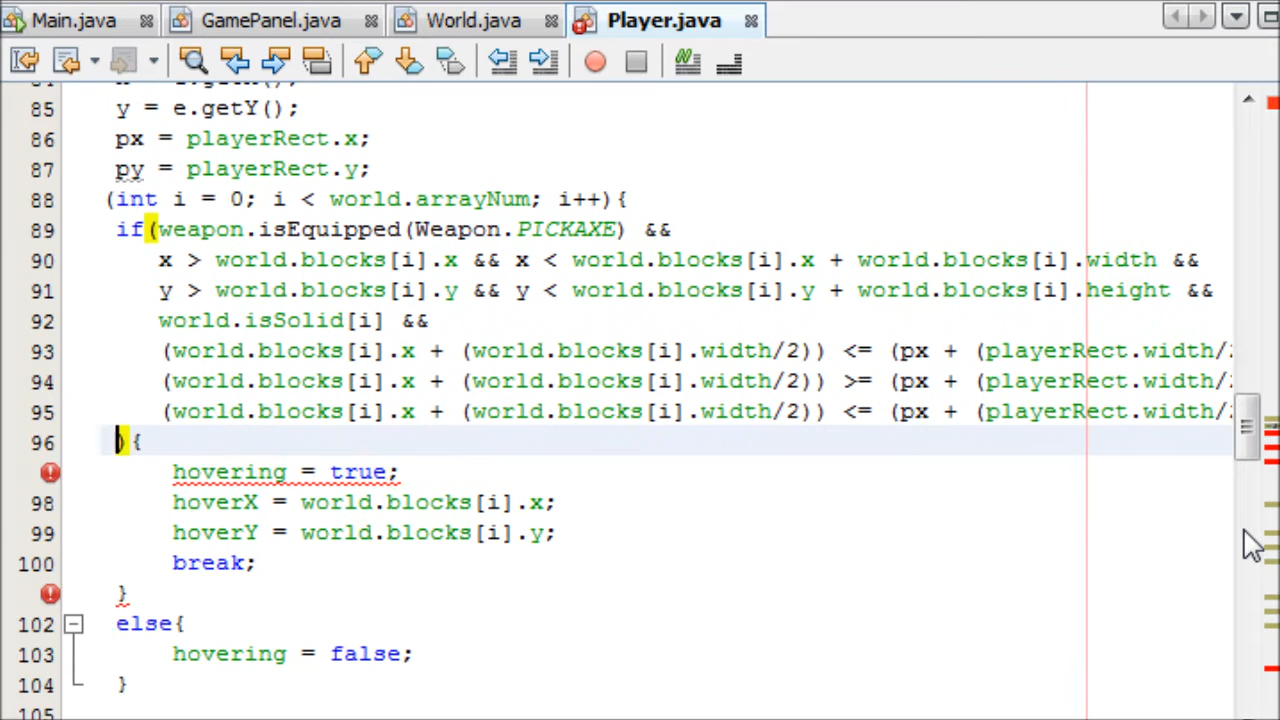 Main.java GamePanel.java World.java Player.java
85 y = e.getY();
86 px = playerRect.x;
87 py = playerRect.y;
88 (int i = 0; i < world.arrayNum; i++){
89 if(weapon.isEquipped(Weapon.PICKAXE) &&
90 x > world.blocks[i].x && x < world.blocks[i].x + world.blocks[i].width &&
91 y > world.blocks[i].y && y < world.blocks[i].y + world.blocks[i].height &&
92 world.isSolid[i] &&
93 (world.blocks[i].x + (world.blocks[i].width/2)) <= (px + (playerRect.width/
94 (world.blocks[i].x + (world.blocks[i].width/2)) >= (px + (playerRect.width/
95 (world.blocks[i].x + (world.blocks[i].width/2)) <= (px + (playerRect.width/
96 ){
hovering = true;
98 hoverX = world.blocks[i].x;
99 hoverY = world.blocks[i].y;
100 break;
}
102 else{
103 hovering = false;
104 }
105